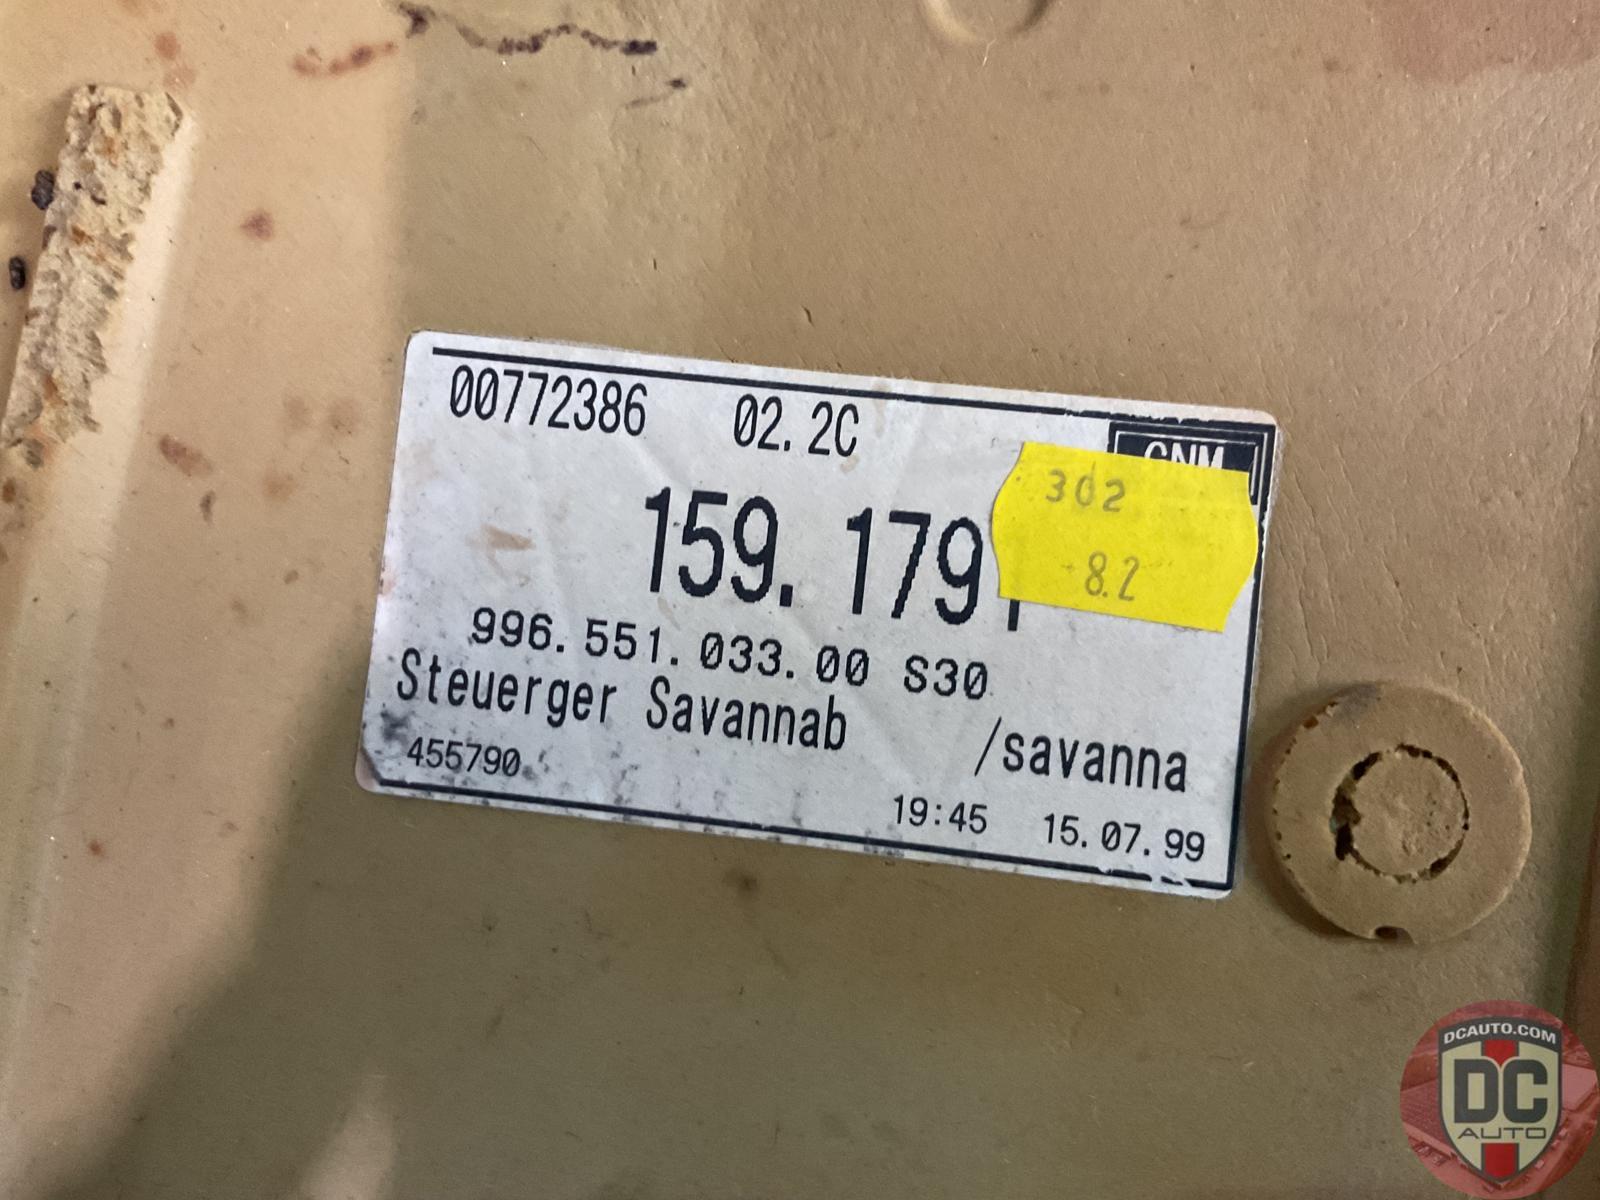 00772386 02.2C
GNM
302
8.2
159.179
996.551.033.00 S30
Steuerger Savannab /savanna
455790
19:45 15.07.99
DCAUTO.COM
DC
AUTO